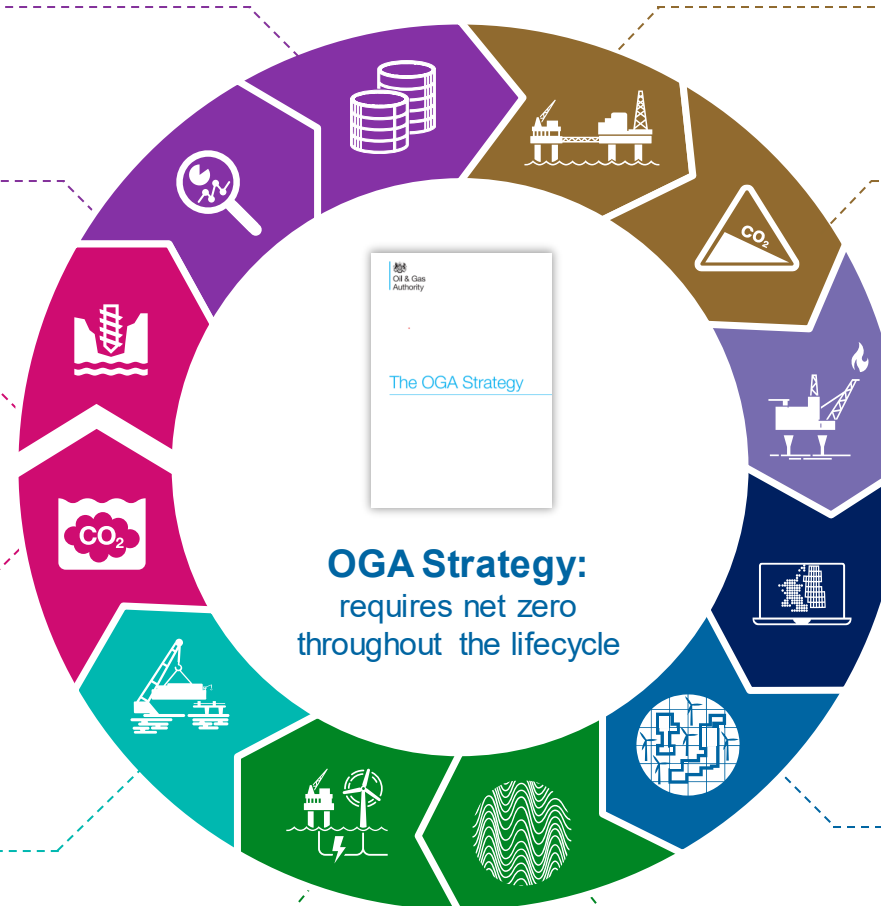 CO₂
Oil & Gas
Authority
The OGA Strategy
CO₂
OGA Strategy:
requires net zero
throughout the lifecycle